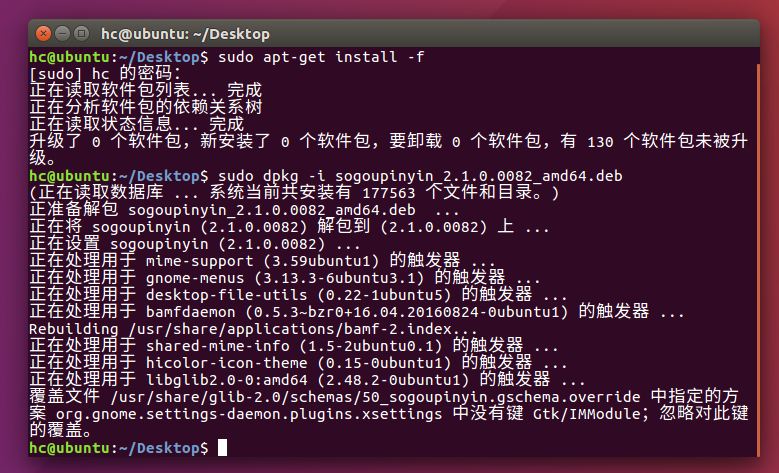 hc@ubuntu: ~/Desktop
hc@ubuntu:~/Desktop$ sudo apt-get install -f
[sudo] hc 的密码：
正在读取软件包列表... 完成
正在分析软件包的依赖关系树
正在读取状态信息... 完成
升级了 0 个软件包，新安装了 0 个软件包，要卸载 0 个软件包，有 130 个软件包未被升
级。
hc@ubuntu:~/Desktop$ sudo dpkg -i sogoupinyin_2.1.0.0082_amd64.deb
(正在读取数据库 ... 系统当前共安装有 177563 个文件和目录。)
正准备解包 sogoupinyin_2.1.0.0082_amd64.deb  ...
正在将 sogoupinyin (2.1.0.0082) 解包到 (2.1.0.0082) 上 ...
正在设置 sogoupinyin (2.1.0.0082) ...
正在处理用于 mime-support (3.59ubuntu1) 的触发器 ...
正在处理用于 gnome-menus (3.13.3-6ubuntu3.1) 的触发器 ...
正在处理用于 desktop-file-utils (0.22-1ubuntu5) 的触发器 ...
正在处理用于 bamfdaemon (0.5.3~bzr0+16.04.20160824-0ubuntu1) 的触发器 ...
Rebuilding /usr/share/applications/bamf-2.index...
正在处理用于 shared-mime-info (1.5-2ubuntu0.1) 的触发器 ...
正在处理用于 hicolor-icon-theme (0.15-0ubuntu1) 的触发器 ...
正在处理用于 libglib2.0-0:amd64 (2.48.2-0ubuntu1) 的触发器 ...
覆盖文件 /usr/share/glib-2.0/schemas/50_sogoupinyin.gschema.override 中指定的方
案 org.gnome.settings-daemon.plugins.xsettings 中没有键 Gtk/IMModule；忽略对此键
的覆盖。
hc@ubuntu:~/Desktop$